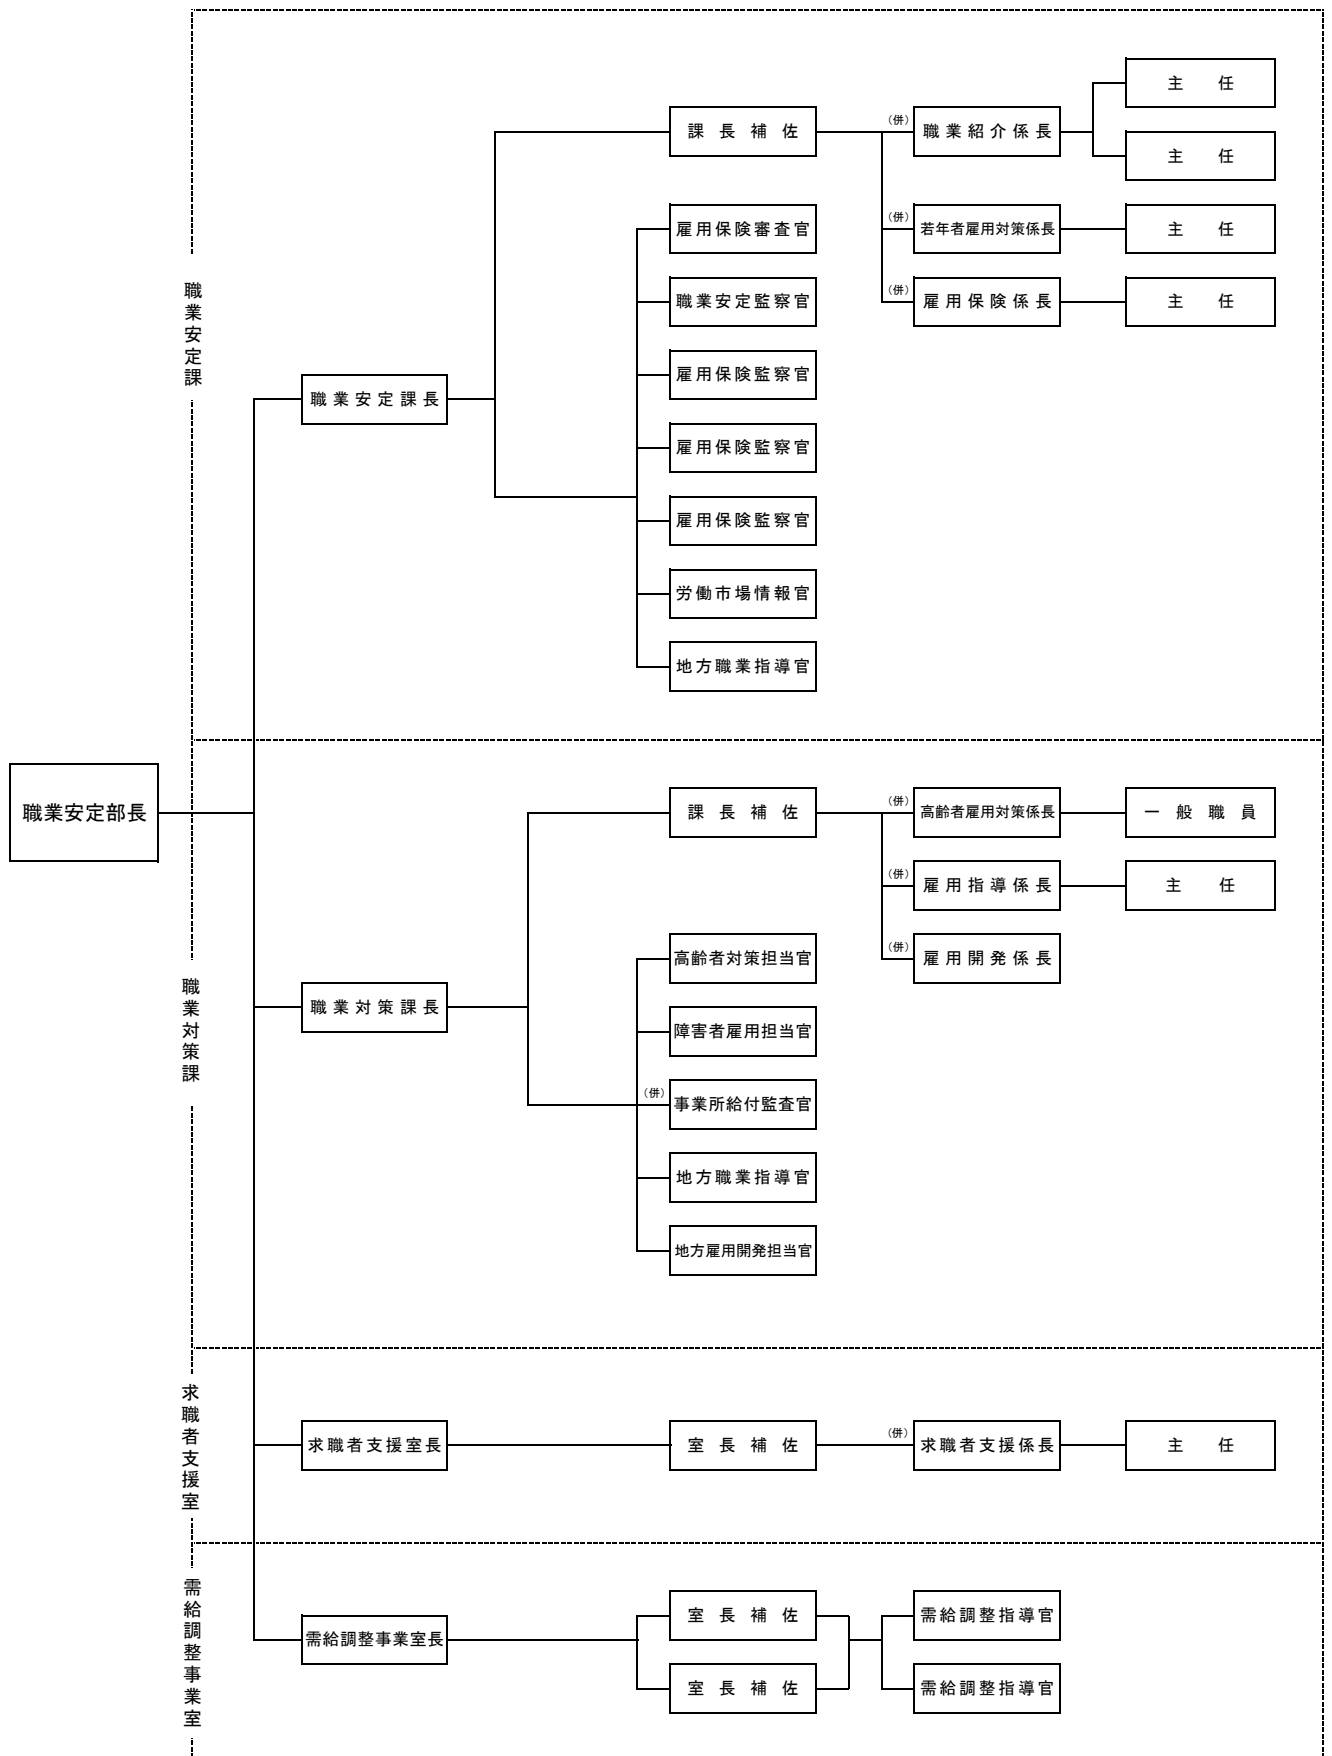 職業安定部長
職業安定課
職業安定課長
課長補佐
（併）
職業紹介係長
主任
主任
（併）
若年者雇用対策係長
主任
（併）
雇用保険係長
主任
雇用保険審査官
職業安定監察官
雇用保険監察官
雇用保険監察官
雇用保険監察官
労働市場情報官
地方職業指導官
職業対策課
職業対策課長
課長補佐
（併）
高齢者雇用対策係長
一般職員
（併）
雇用指導係長
主任
（併）
雇用開発係長
高齢者対策担当官
障害者雇用担当官
（併）
事業所給付監査官
地方職業指導官
地方雇用開発担当官
求職者支援室
求職者支援室長
室長補佐
（併）
求職者支援係長
主任
需給調整事業室
需給調整事業室長
室長補佐
室長補佐
需給調整指導官
需給調整指導官